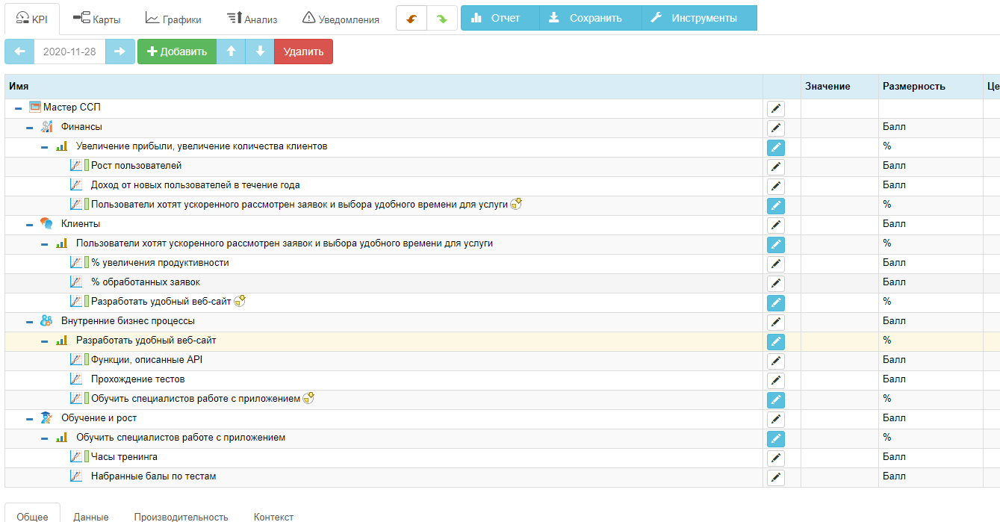 KPI Карты Графики Анализ Уведомления Отчет Сохранить Инструменты
2020-11-28 Добавить Удалить
Имя Значение Размерность Це
Мастер ССП
Финансы Балл
Увеличение прибыли, увеличение количества клиентов %
Рост пользователей Балл
Доход от новых пользователей в течение года Балл
Пользователи хотят ускоренного рассмотрен заявок и выбора удобного времени для услуги %
Клиенты Балл
Пользователи хотят ускоренного рассмотрен заявок и выбора удобного времени для услуги %
% увеличения продуктивности Балл
% обработанных заявок Балл
Разработать удобный веб-сайт %
Внутренние бизнес процессы Балл
Разработать удобный веб-сайт %
Функции, описанные API Балл
Прохождение тестов Балл
Обучить специалистов работе с приложением %
Обучение и рост Балл
Обучить специалистов работе с приложением %
Часы тренинга Балл
Набранные балы по тестам Балл
Общее Данные Производительность Контекст